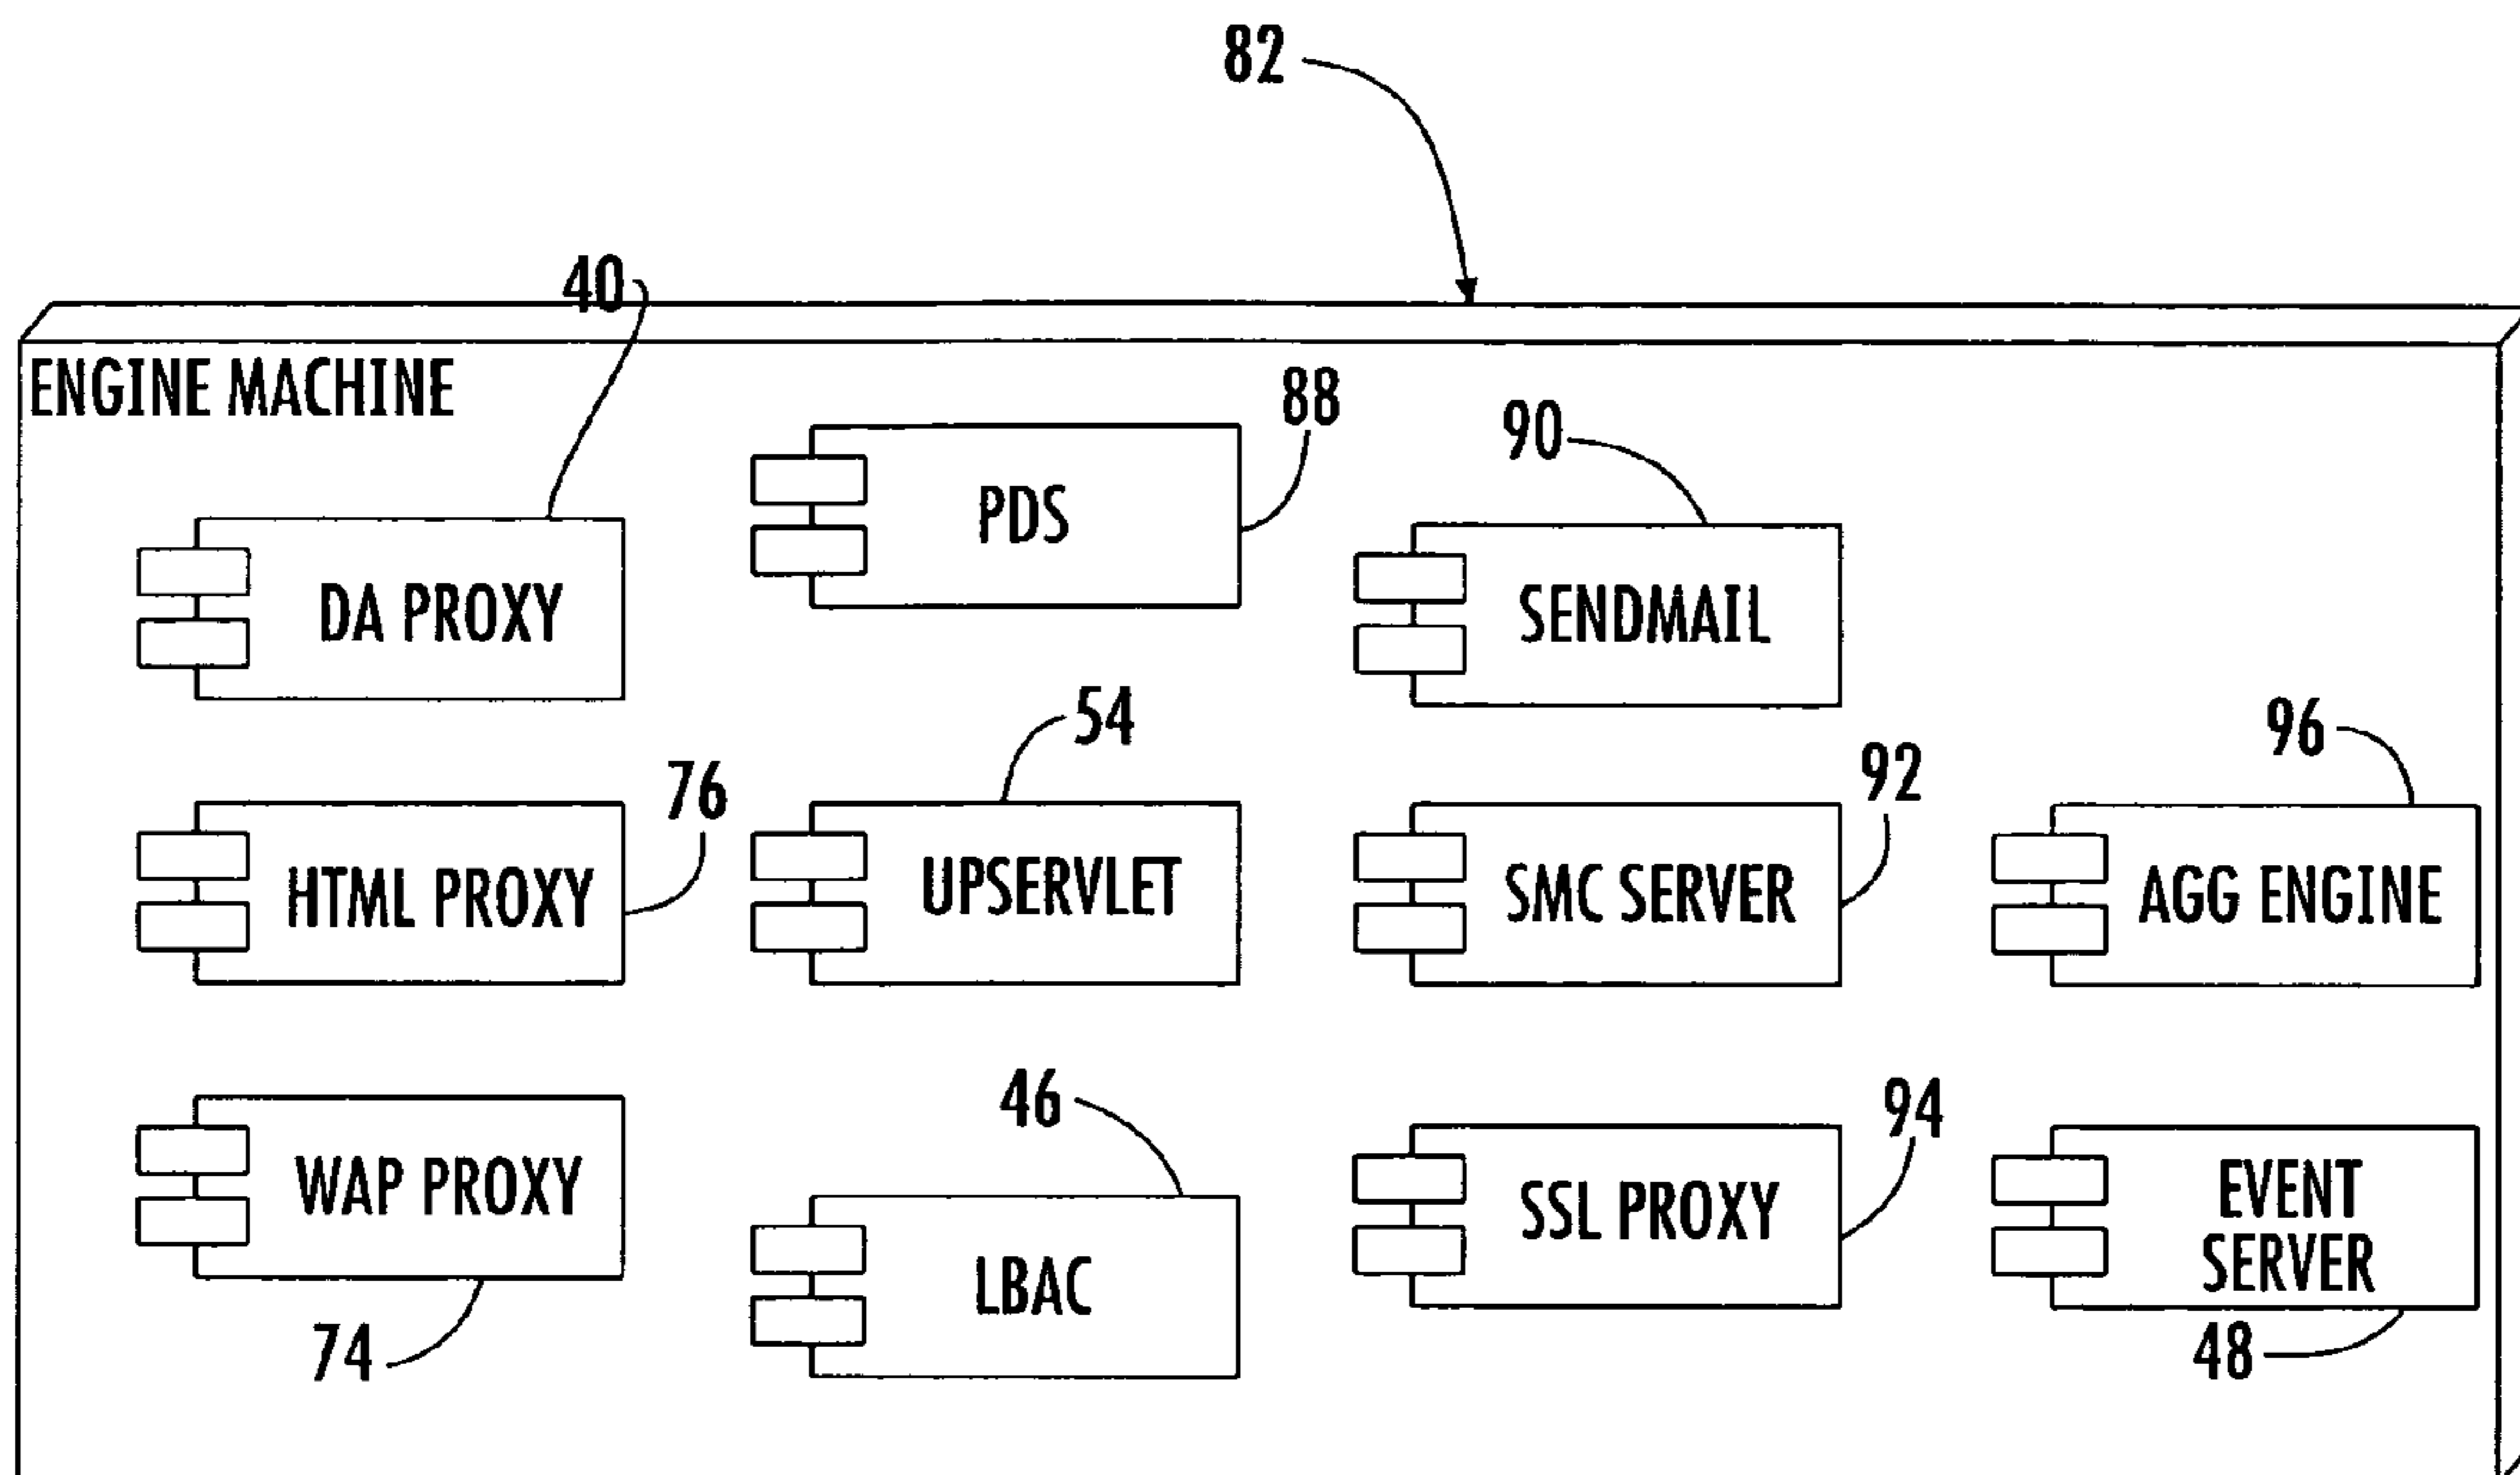 82
40
ENGINE MACHINE
88
90
PDS
DA PROXY
SENDMAIL
54
96
76
92
HTML PROXY
UPSERVLET
SMC SERVER
AGG ENGINE
46
94
WAP PROXY
SSL PROXY
EVENT
SERVER
LBAC
74
48